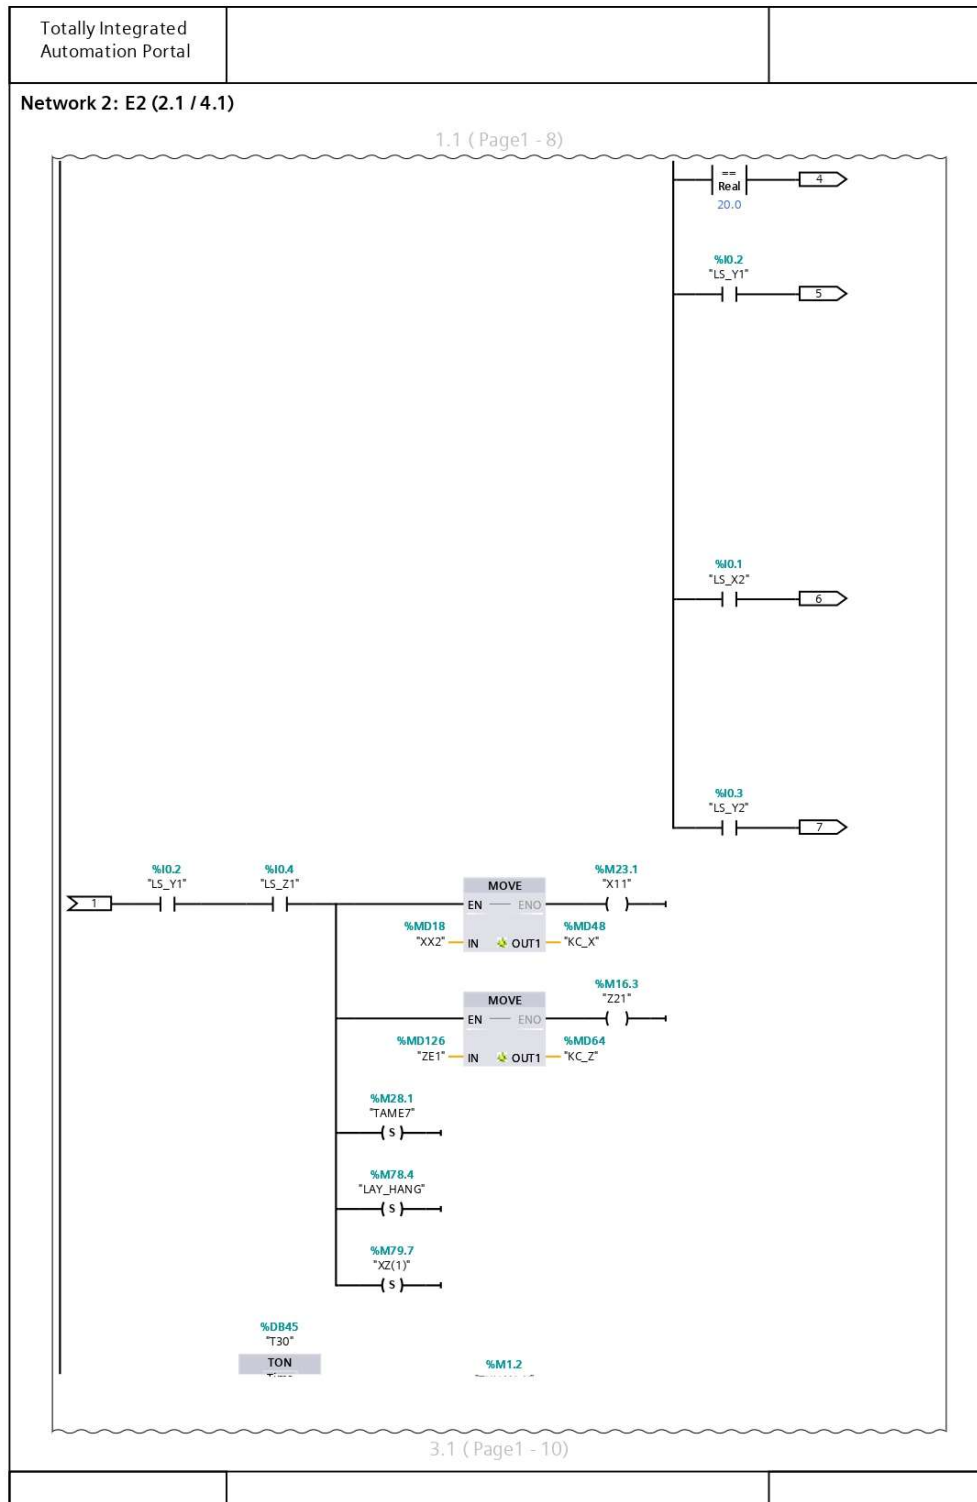 Totally Integrated
Automation Portal
Network 2: E2 (2.1 / 4.1)
1.1 ( Page1 - 8)
==
Real
20.0
4
%I0.2
"LS_Y1"
5
%I0.1
"LS_X2"
6
%I0.3
"LS_Y2"
7
1
%I0.2
"LS_Y1"
%I0.4
"LS_Z1"
MOVE
EN ENO
%M23.1
"X11"
%MD18
"XX2"
IN OUT1
%MD48
"KC_X"
MOVE
EN ENO
%M16.3
"Z21"
%MD126
"ZE1"
IN OUT1
%MD64
"KC_Z"
%M28.1
"TAME7"
S
%M78.4
"LAY_HANG"
S
%M79.7
"XZ(1)"
S
%DB45
"T30"
TON
%M1.2
3.1 ( Page1 - 10)